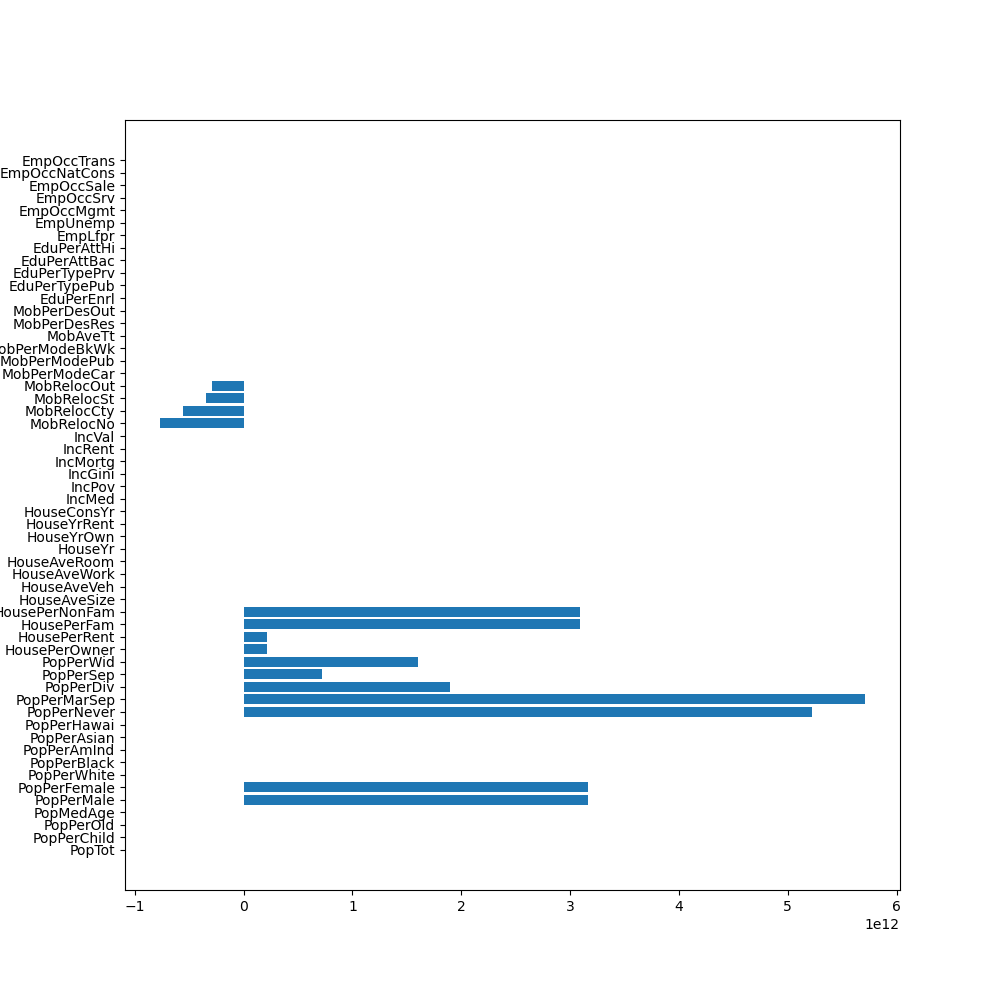 EmpOccTrans
EmpOccNatCons
EmpOccSale
EmpOccSrv
EmpOccMgmt
EmpUnemp
EmpLfpr
EduPerAttHi
EduPerAttBac
EduPerTypePrv
EduPerTypePub
EduPerEnrl
MobPerDesOut
MobPerDesRes
MobAveTt
obPerModeBkWk
MobPerModePub
MobPerModeCar
MobRelocOut
MobRelocSt
MobRelocCty
MobRelocNo
IncVal
IncRent
IncMortg
IncGini
IncPov
IncMed
HouseConsYr
HouseYrRent
HouseYrOwn
HouseYr
HouseAveRoom
HouseAveWork
HouseAveVeh
HouseAveSize
HousePerNonFam
HousePerFam
HousePerRent
HousePerOwner
PopPerWid
PopPerSep
PopPerDiv
PopPerMarSep
PopPerNever
PopPerHawai
PopPerAsian
PopPerAmInd
PopPerBlack
PopPerWhite
PopPerFemale
PopPerMale
PopMedAge
PopPerOld
PopPerChild
PopTot
−1 0 1 2 3 4 5 6
1e12